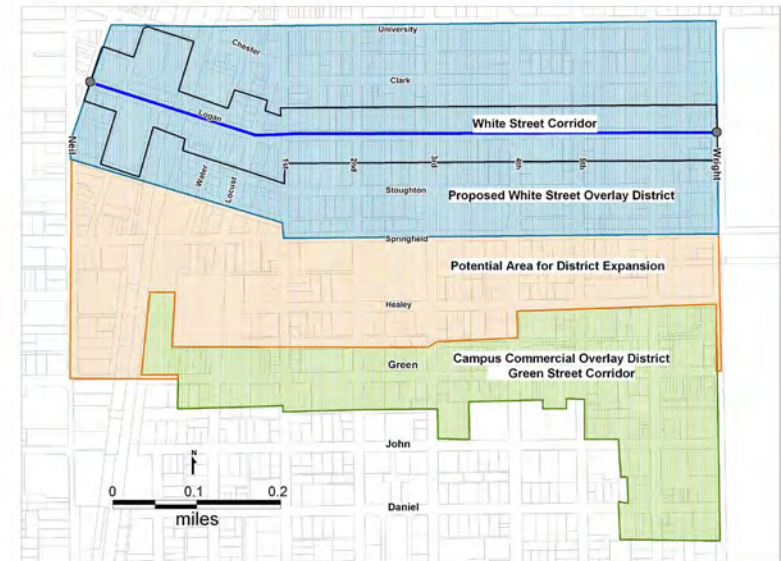 University
Chester
Clark
Logan
White Street Corridor
Neil
Wright
1st
2nd
3rd
4th
5th
Water
Locust
Stoughton
Proposed White Street Overlay District
Springfield
Potential Area for District Expansion
Healey
Campus Commercial Overlay District
Green Street Corridor
Green
John
N
0 0.1 0.2
miles
Daniel